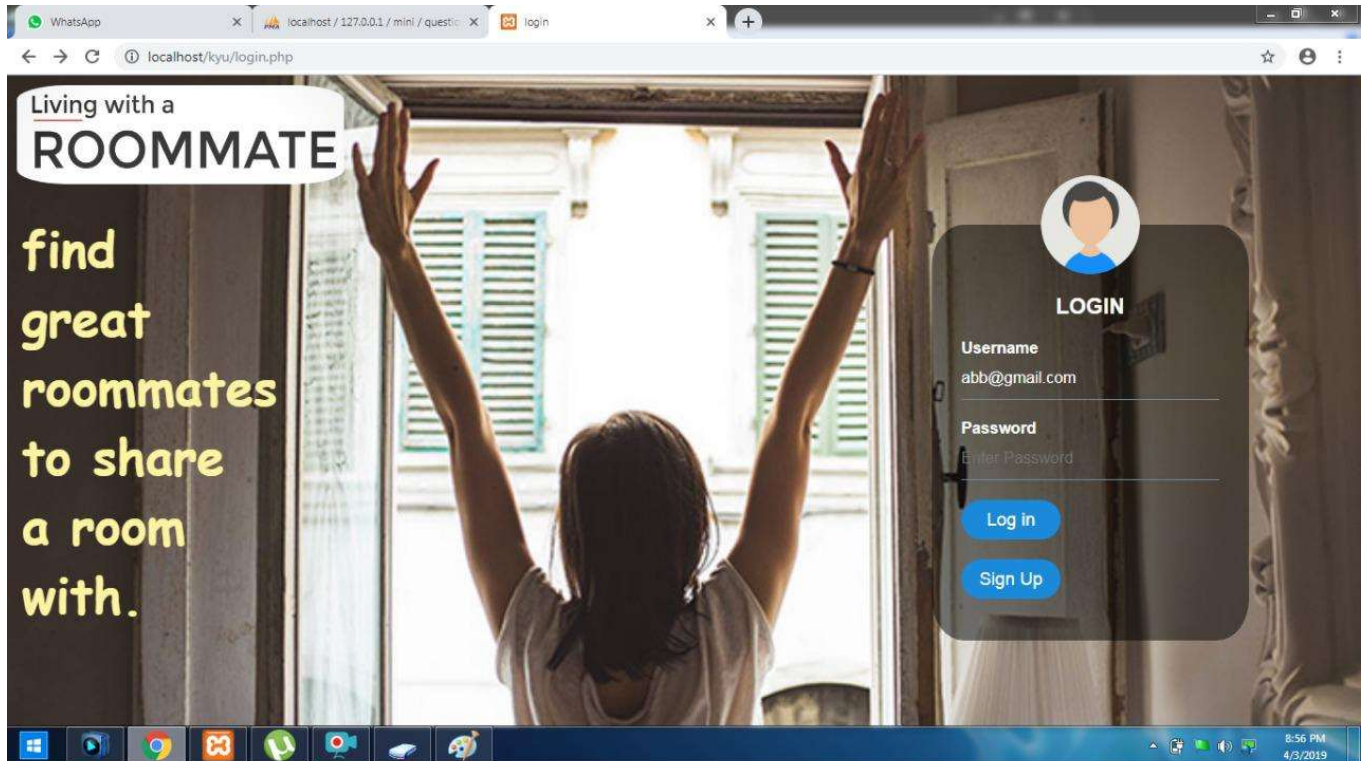 WhatsApp
localhost / 127.0.0.1 / mini / questio
login
localhost/kyu/login.php
Living with a
ROOMMATE
find
great
roommates
to share
a room
with.
LOGIN
Username
abb@gmail.com
Password
Enter Password
Log in
Sign Up
8:56 PM
4/3/2019